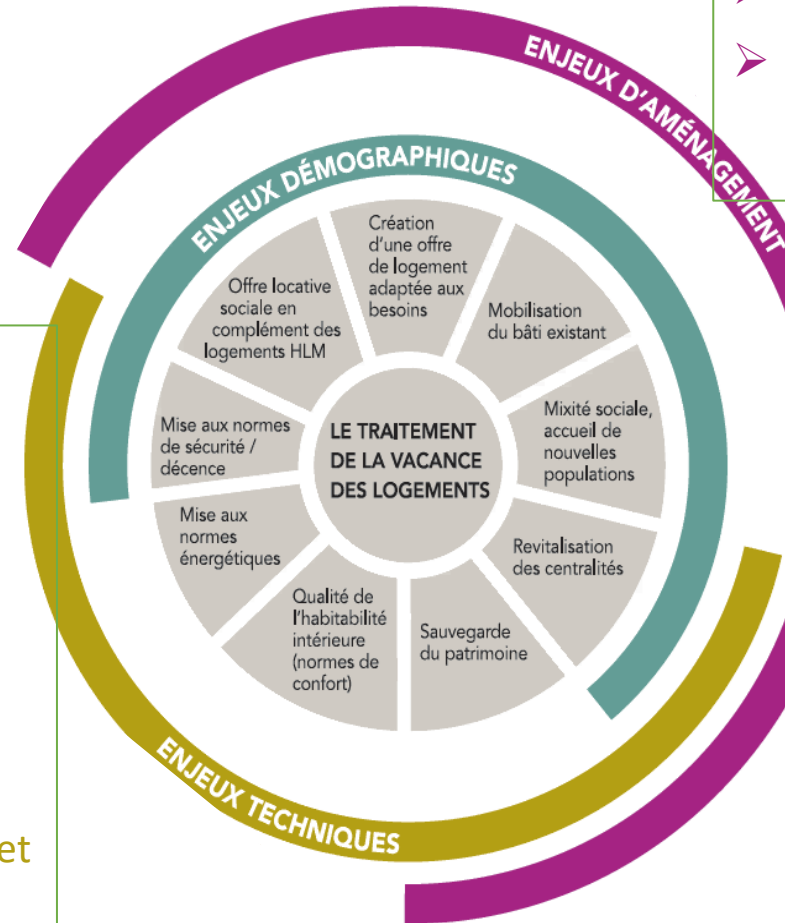 ENJEUX D'AMÉNAGEMENT
ENJEUX DÉMOGRAPHIQUES
Création
d'une offre
de logement
adaptée aux
besoins
Offre locative
sociale en
complément des
logements HLM
Mobilisation
du bâti existant
Mise aux normes
de sécurité /
décence
LE TRAITEMENT
DE LA VACANCE
DES LOGEMENTS
Mixité sociale,
accueil de
nouvelles
populations
Mise aux
normes
énergétiques
Revitalisation
des centralités
Qualité de
l'habitabilité
intérieure
(normes de
confort)
Sauvegarde
du patrimoine
ENJEUX TECHNIQUES
et